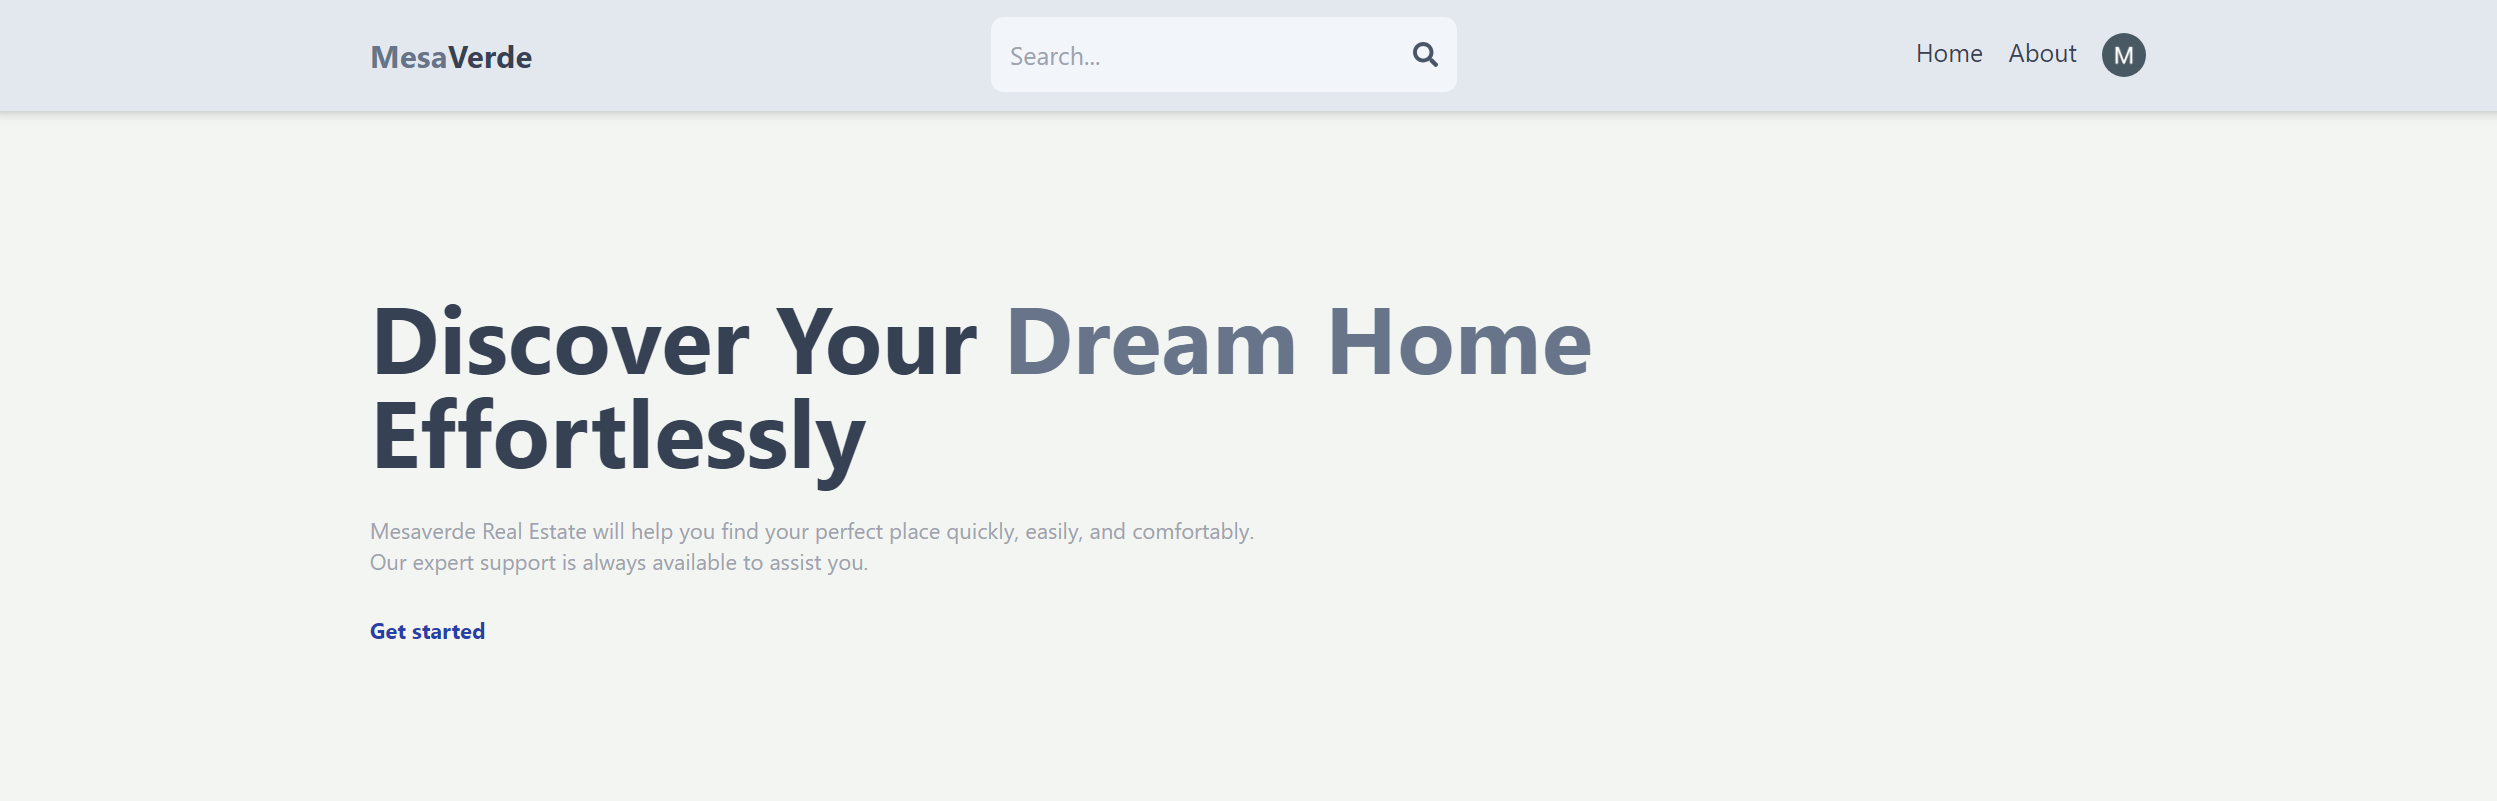 MesaVerde
Search...
Home
About
M
Discover Your Dream Home
Effortlessly
Mesaverde Real Estate will help you find your perfect place quickly, easily, and comfortably.
Our expert support is always available to assist you.
Get started